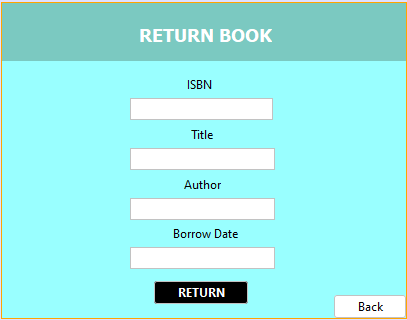 RETURN BOOK
ISBN
Title
Author
Borrow Date
RETURN
Back